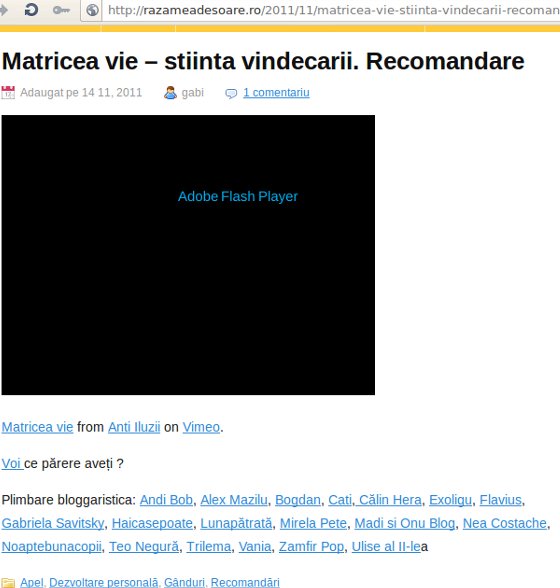 http://razameadesoare.ro/2011/11/matricea-vie-stiinta-vindecarii-recoman
Matricea vie – stiinta vindecarii. Recomandare
Adaugat pe 14 11, 2011 gabi 1 comentariu
Adobe Flash Player
Matricea vie from Anti Iluzii on Vimeo.
Voi ce părere aveți ?
Plimbare bloggaristica: Andi Bob, Alex Mazilu, Bogdan, Cati, Călin Hera, Exoligu, Flavius,
Gabriela Savitsky, Haicasepoate, Lunapătrată, Mirela Pete, Madi si Onu Blog, Nea Costache,
Noaptebunacopii, Teo Negură, Trilema, Vania, Zamfir Pop, Ulise al II-lea
Apel, Dezvoltare personală, Gânduri, Recomandări